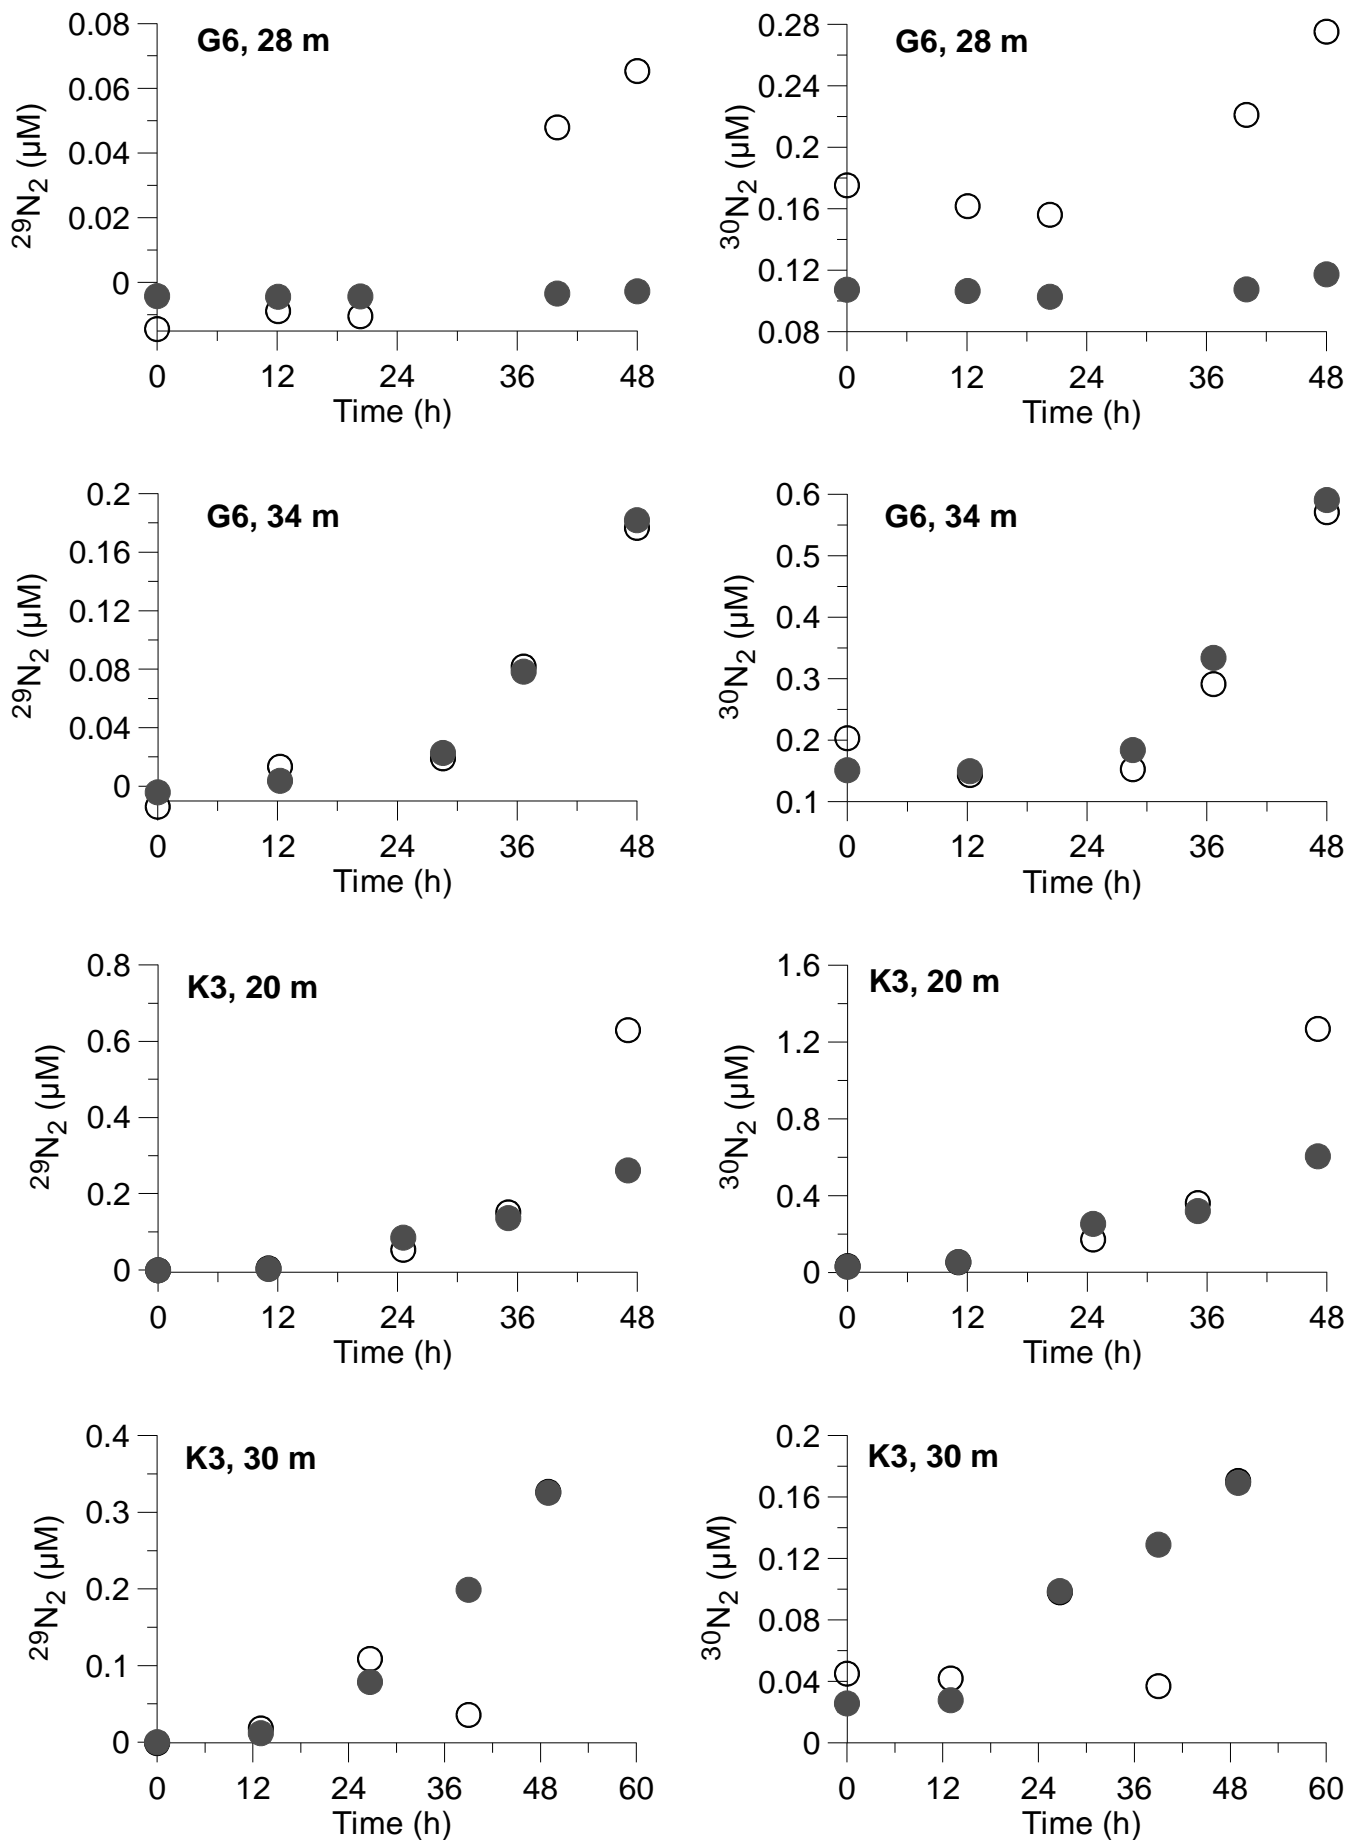 G6, 28 m
²⁹N₂ (µM)
0.08
0.06
0.04
0.02
0
0 12 24 36 48
Time (h)
G6, 28 m
³⁰N₂ (µM)
0.28
0.24
0.2
0.16
0.12
0.08
0 12 24 36 48
Time (h)
G6, 34 m
²⁹N₂ (µM)
0.2
0.16
0.12
0.08
0.04
0
0 12 24 36 48
Time (h)
G6, 34 m
³⁰N₂ (µM)
0.6
0.5
0.4
0.3
0.2
0.1
0 12 24 36 48
Time (h)
K3, 20 m
²⁹N₂ (µM)
0.8
0.6
0.4
0.2
0
0 12 24 36 48
Time (h)
K3, 20 m
³⁰N₂ (µM)
1.6
1.2
0.8
0.4
0
0 12 24 36 48
Time (h)
K3, 30 m
²⁹N₂ (µM)
0.4
0.3
0.2
0.1
0
0 12 24 36 48 60
Time (h)
K3, 30 m
³⁰N₂ (µM)
0.2
0.16
0.12
0.08
0.04
0
0 12 24 36 48 60
Time (h)